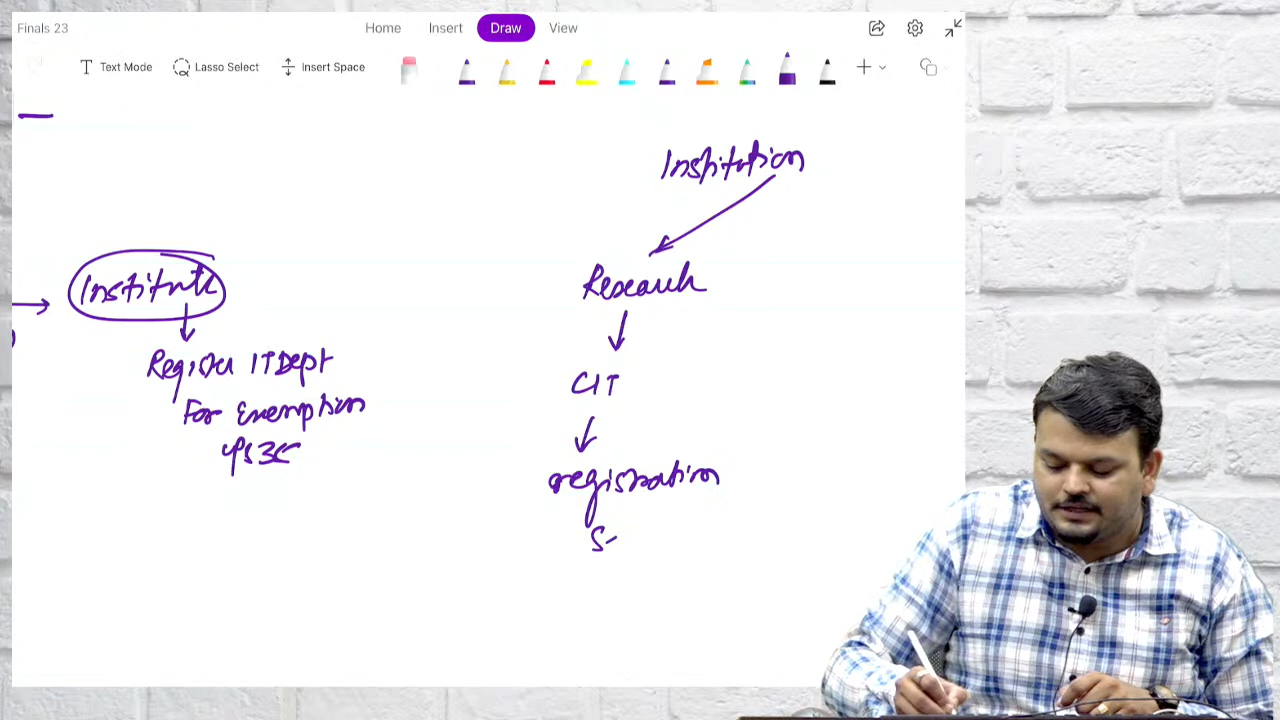 Finals 23
Home Insert Draw View
Text Mode Lasso Select Insert Space
Institution
Institute
Research
Register IT Dept
CIT
For Exemption
u/s 35
registration
S-